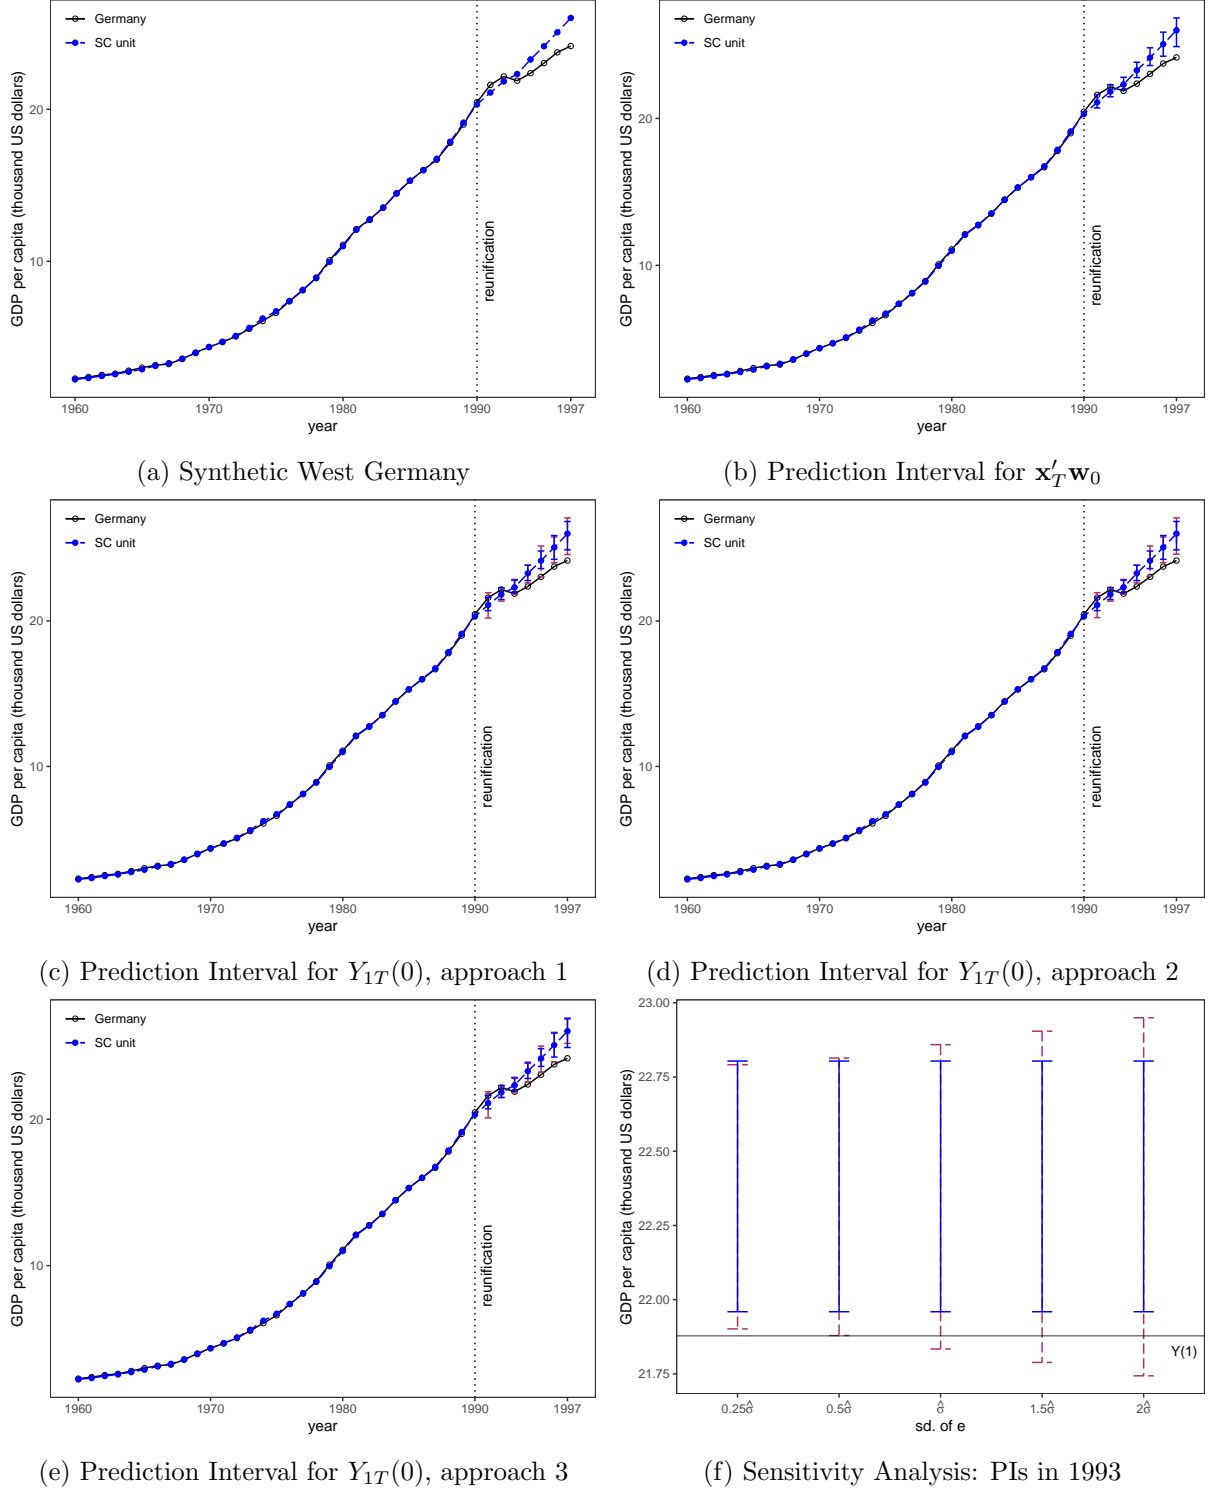 Germany
SC unit
GDP per capita (thousand US dollars)
20
10
reunification
1960 1970 1980 1990 1997
year
(a) Synthetic West Germany
Germany
SC unit
GDP per capita (thousand US dollars)
20
10
reunification
1960 1970 1980 1990 1997
year
(b) Prediction Interval for x′_T w_0
Germany
SC unit
GDP per capita (thousand US dollars)
20
10
reunification
1960 1970 1980 1990 1997
year
(c) Prediction Interval for Y_{1T}(0), approach 1
Germany
SC unit
GDP per capita (thousand US dollars)
20
10
reunification
1960 1970 1980 1990 1997
year
(d) Prediction Interval for Y_{1T}(0), approach 2
Germany
SC unit
GDP per capita (thousand US dollars)
20
10
reunification
1960 1970 1980 1990 1997
year
(e) Prediction Interval for Y_{1T}(0), approach 3
GDP per capita (thousand US dollars)
23.00
22.75
22.50
22.25
22.00
21.75
Y(1)
0.25σ̂ 0.5σ̂ σ̂ 1.5σ̂ 2σ̂
sd. of e
(f) Sensitivity Analysis: PIs in 1993